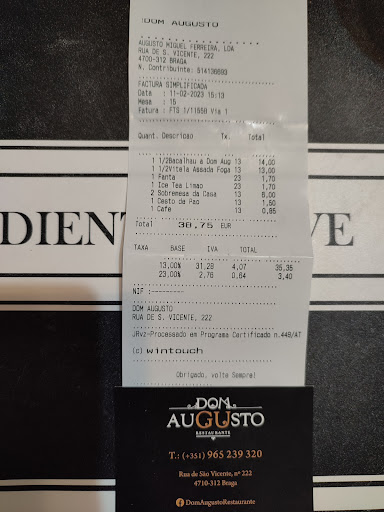 DOM AUGUSTO
AUGUSTO MIGUEL FERREIRA, LDA
RUA DE S. VICENTE, 222
4700-312 BRAGA
N. Contribuinte: 514136693
FACTURA SIMPLIFICADA
Data : 11-02-2023 15:13
Mesa : 15
Fatura : FTS 1/11558 Via 1
Quant. Descricao Tx. Total
1 1/2Bacalhau a Dom Aug 13 14,00
1 1/2Vitela Assada Foga 13 13,00
1 Fanta 23 1,70
1 Ice Tea Limao 23 1,70
2 Sobremesa da Casa 13 6,00
1 Cesto de Pao 13 1,50
1 Cafe 13 0,85
Total 38,75 EUR
TAXA BASE IVA TOTAL
13,00% 31,28 4,07 35,35
23,00% 2,76 0,64 3,40
NIF :
DOM AUGUSTO
RUA DE S. VICENTE, 222
JRvz-Processado em Programa Certificado n.448/AT
(c) wintouch
Obrigado, volte Sempre!
DIENT VE
DOM
AUGUSTO
RESTAURANTE
T.: (+351) 965 239 320
Rua de São Vicente, nº 222
4710-312 Braga
DomAugustoRestaurante